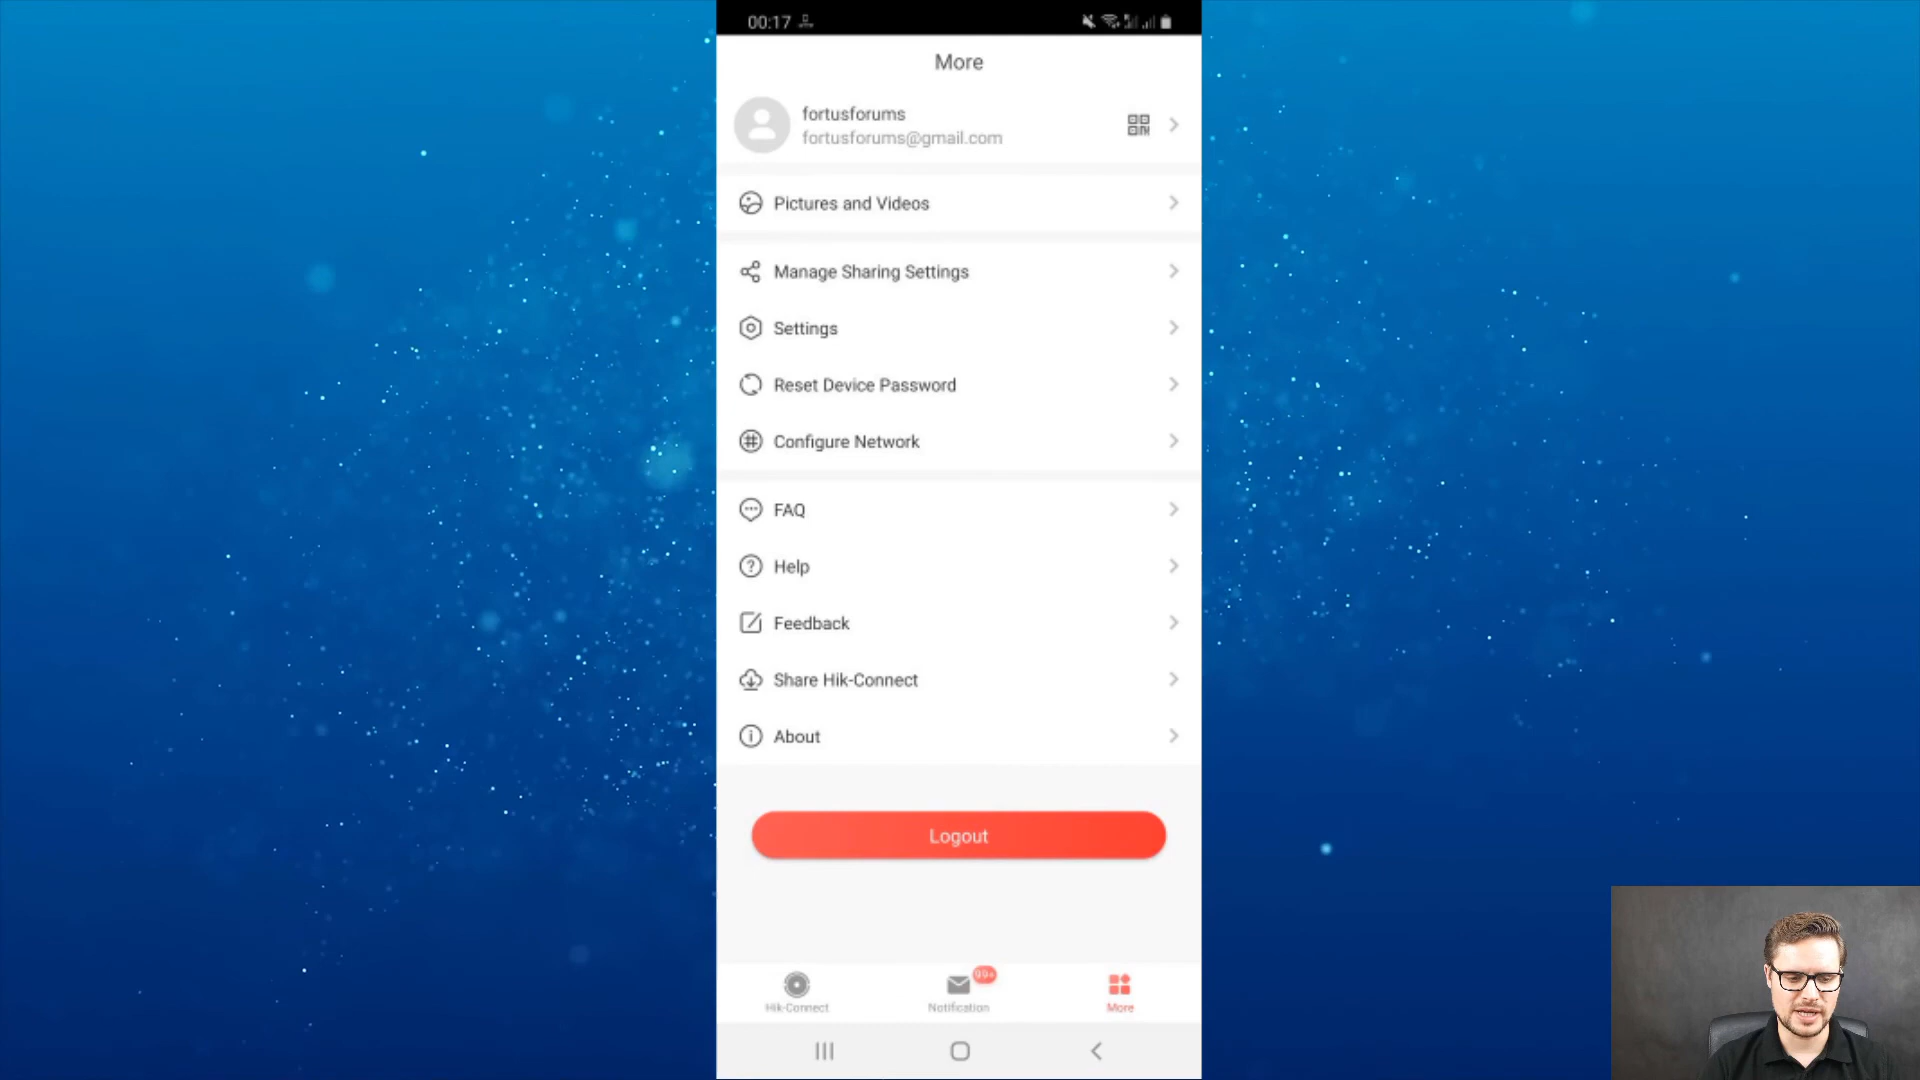 00:17
More
fortusforums
fortusforums@gmail.com
Pictures and Videos
Manage Sharing Settings
Settings
Reset Device Password
Configure Network
FAQ
Help
Feedback
Share Hik-Connect
About
Logout
99+
Hik-Connect
Notification
More